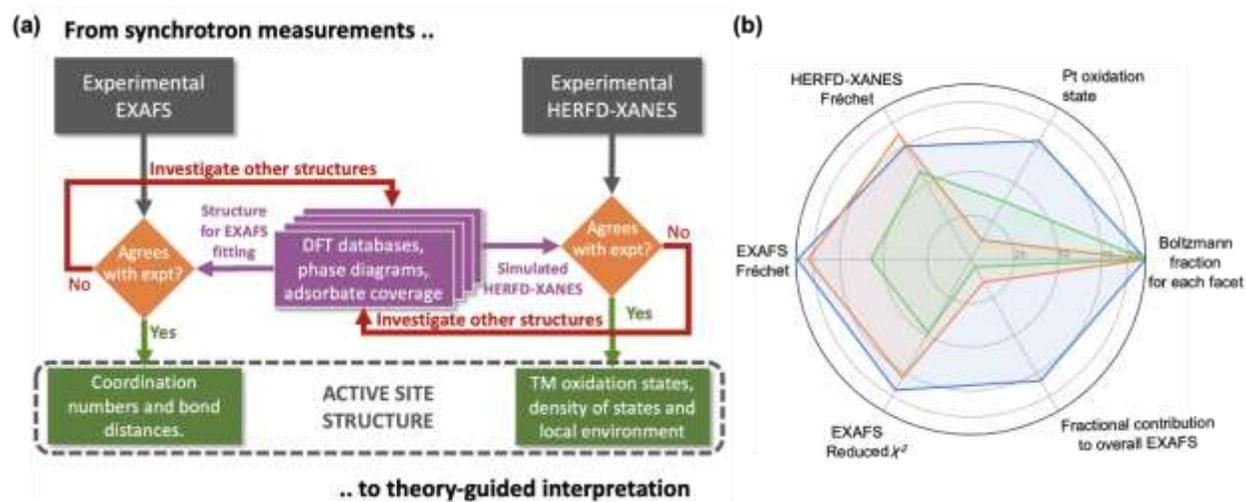 (a) From synchrotron measurements ..
Experimental
EXAFS
Experimental
HERFD-XANES
Investigate other structures
Structure
for EXAFS
fitting
Agrees
with expt?
No
DFT databases,
phase diagrams,
adsorbate coverage
Simulated
HERFD-XANES
Agrees
with expt?
No
Investigate other structures
Yes
Yes
Coordination
numbers and bond
distances.
ACTIVE SITE
STRUCTURE
TM oxidation states,
density of states and
local environment
.. to theory-guided interpretation
(b)
HERFD-XANES
Fréchet
Pt oxidation
state
EXAFS
Fréchet
Boltzmann
fraction
for each facet
EXAFS
Reduced χ²
Fractional contribution
to overall EXAFS